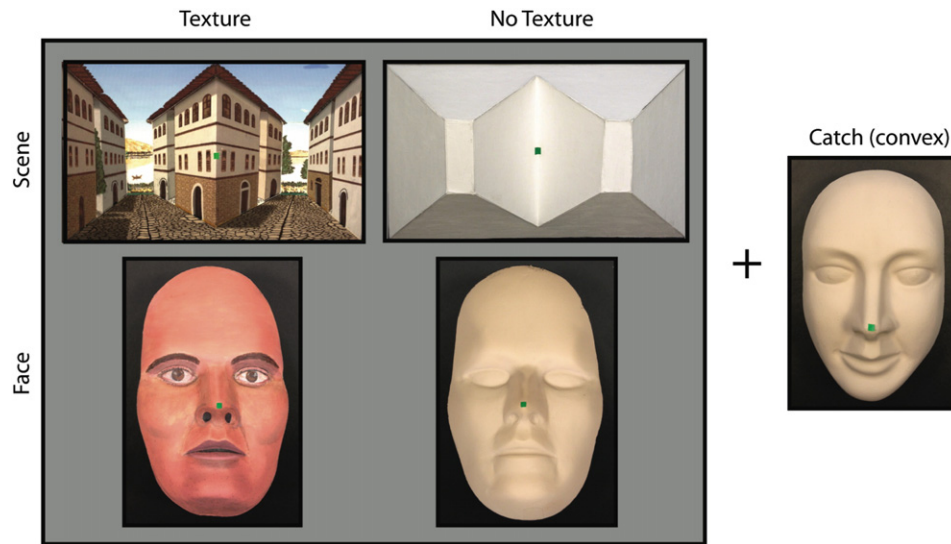 Texture
No Texture
Scene
Catch (convex)
+
Face